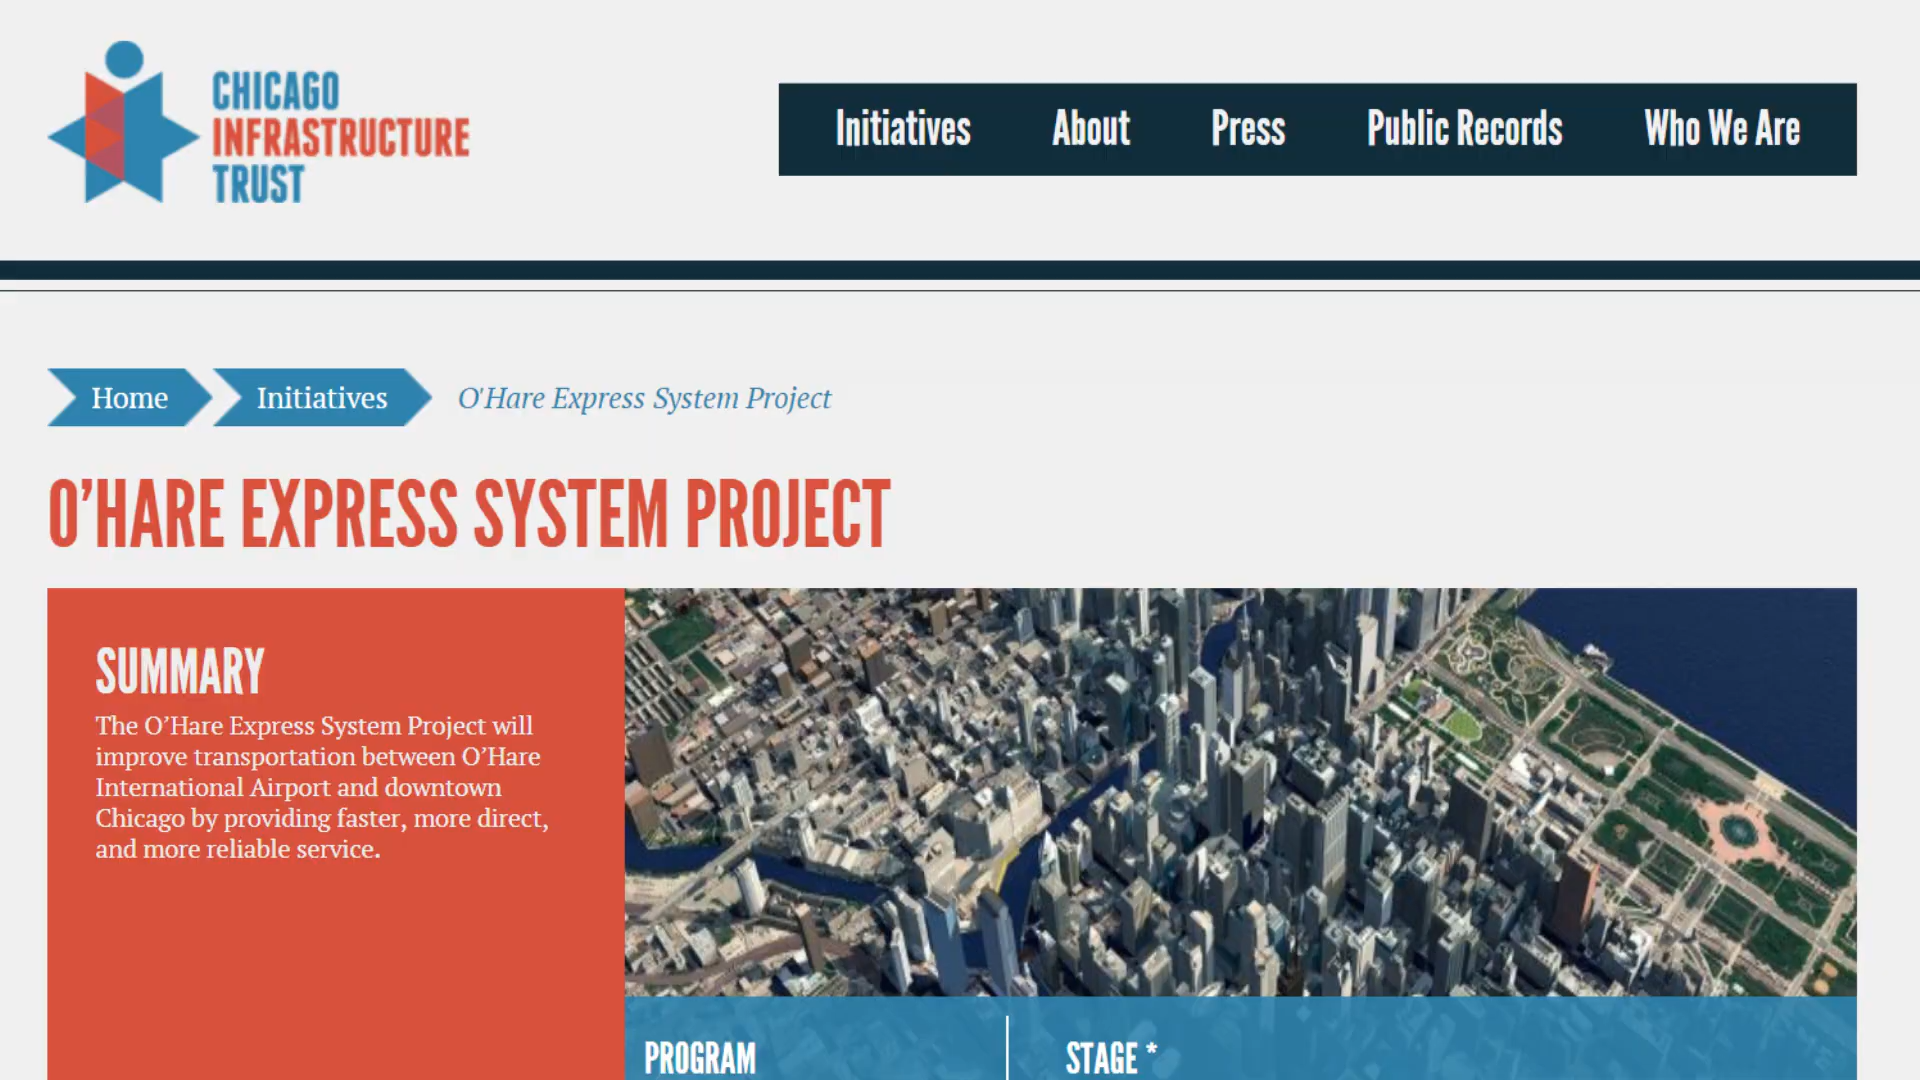 CHICAGO
INFRASTRUCTURE
TRUST
Initiatives About Press Public Records Who We Are
Home Initiatives O'Hare Express System Project
O’HARE EXPRESS SYSTEM PROJECT
SUMMARY
The O’Hare Express System Project will
improve transportation between O’Hare
International Airport and downtown
Chicago by providing faster, more direct,
and more reliable service.
PROGRAM STAGE *